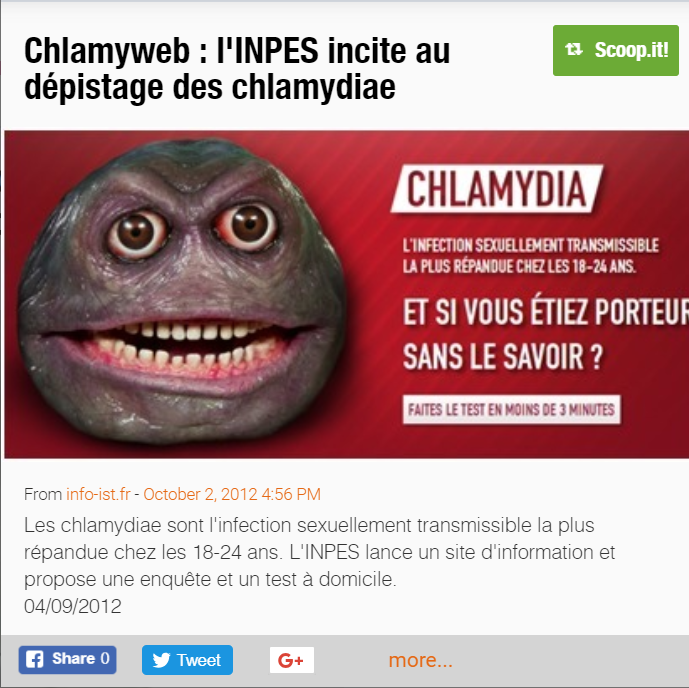 Chlamyweb : l'INPES incite au
dépistage des chlamydiae
Scoop.it!
CHLAMYDIA
L'INFECTION SEXUELLEMENT TRANSMISSIBLE
LA PLUS RÉPANDUE CHEZ LES 18-24 ANS.
ET SI VOUS ÉTIEZ PORTEUR
SANS LE SAVOIR ?
FAITES LE TEST EN MOINS DE 3 MINUTES
From info-ist.fr - October 2, 2012 4:56 PM
Les chlamydiae sont l'infection sexuellement transmissible la plus
répandue chez les 18-24 ans. L'INPES lance un site d'information et
propose une enquête et un test à domicile.
04/09/2012
Share 0
Tweet
G+
more...